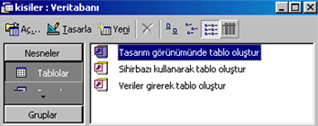 kisiler : Veritabanı
Aç... Tasarla Yeni
Nesneler
Tablolar
Gruplar
Tasarım görünümünde tablo oluştur
Sihirbazı kullanarak tablo oluştur
Veriler girerek tablo oluştur